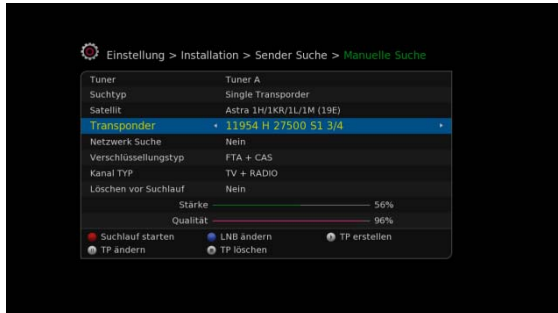 Einstellung > Installation > Sender Suche > Manuelle Suche
Tuner Tuner A
Suchtyp Single Transporder
Satellit Astra 1H/1KR/1L/1M (19E)
Transponder 11954 H 27500 S1 3/4
Netzwerk Suche Nein
Verschlüssellungstyp FTA + CAS
Kanal TYP TV + RADIO
Löschen vor Suchlauf Nein
Stärke 56%
Qualität 96%
Suchlauf starten LNB ändern TP erstellen
TP ändern TP löschen